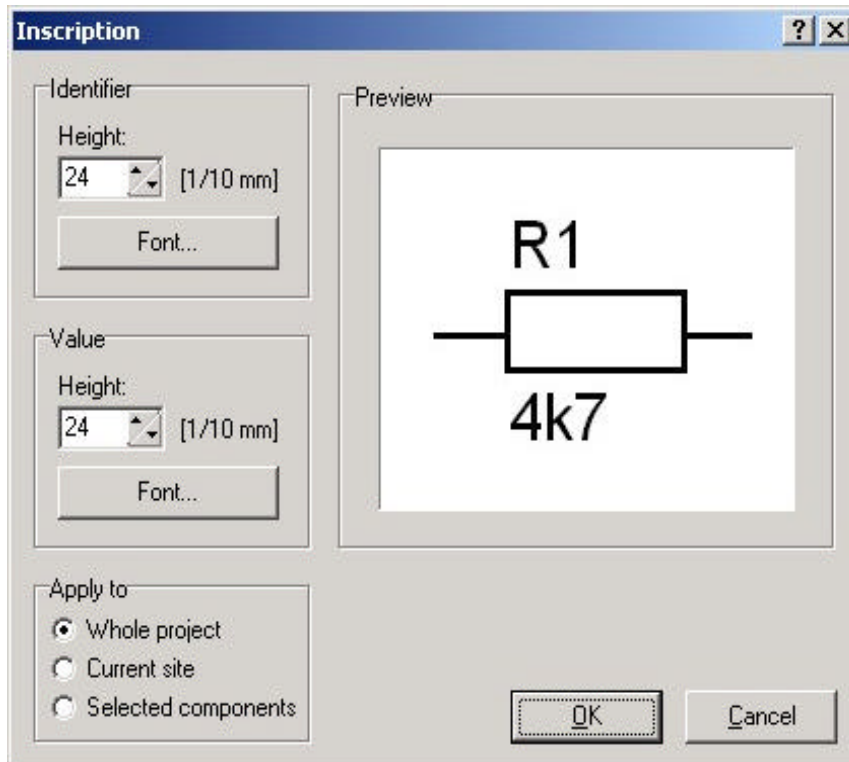 Inscription
Identifier
Height:
24 [1/10 mm]
Font...
Value
Height:
24 [1/10 mm]
Font...
Apply to
Whole project
Current site
Selected components
Preview
R1
4k7
OK
Cancel